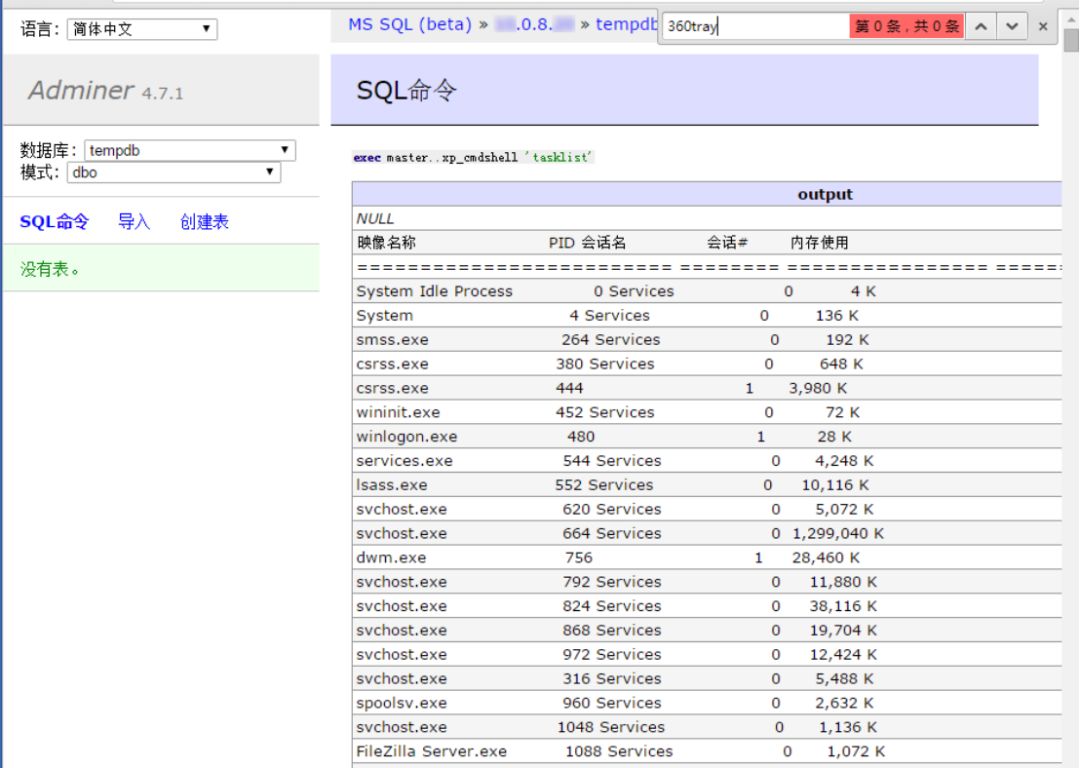 语言: 简体中文
MS SQL (beta) » .0.8. » tempdb
360tray
第 0 条，共 0 条
Adminer 4.7.1
SQL命令
数据库: tempdb
模式: dbo
SQL命令 导入 创建表
没有表。
exec master..xp_cmdshell 'tasklist'
output
NULL
映像名称 PID 会话名 会话# 内存使用
========================= ======== ================ ======
System Idle Process 0 Services 0 4 K
System 4 Services 0 136 K
smss.exe 264 Services 0 192 K
csrss.exe 380 Services 0 648 K
csrss.exe 444 1 3,980 K
wininit.exe 452 Services 0 72 K
winlogon.exe 480 1 28 K
services.exe 544 Services 0 4,248 K
lsass.exe 552 Services 0 10,116 K
svchost.exe 620 Services 0 5,072 K
svchost.exe 664 Services 0 1,299,040 K
dwm.exe 756 1 28,460 K
svchost.exe 792 Services 0 11,880 K
svchost.exe 824 Services 0 38,116 K
svchost.exe 868 Services 0 19,704 K
svchost.exe 972 Services 0 12,424 K
svchost.exe 316 Services 0 5,488 K
spoolsv.exe 960 Services 0 2,632 K
svchost.exe 1048 Services 0 1,136 K
FileZilla Server.exe 1088 Services 0 1,072 K